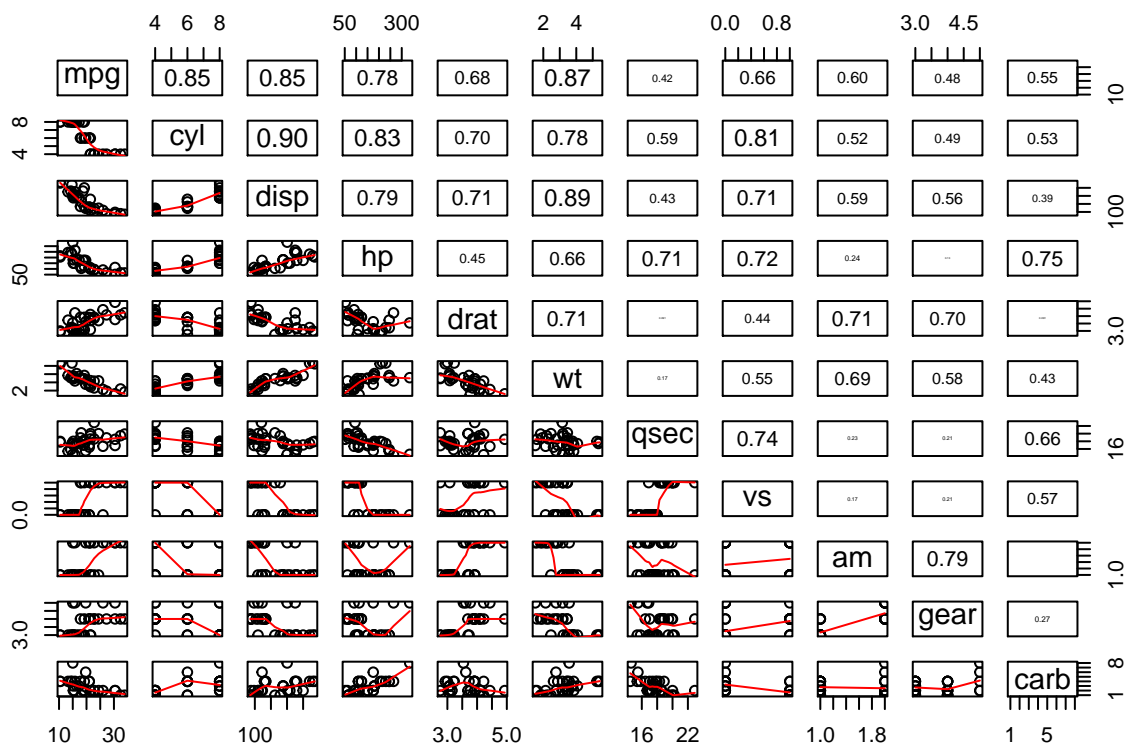 4 6 8 50 300 2 4 0.0 0.8 3.0 4.5
mpg 0.85 0.85 0.78 0.68 0.87 0.42 0.66 0.60 0.48 0.55 10
4 8 cyl 0.90 0.83 0.70 0.78 0.59 0.81 0.52 0.49 0.53
disp 0.79 0.71 0.89 0.43 0.71 0.59 0.56 0.39 100
50 hp 0.45 0.66 0.71 0.72 0.24 0.75
drat 0.71 0.44 0.71 0.70 3.0
2 wt 0.17 0.55 0.69 0.58 0.43
qsec 0.74 0.23 0.21 0.66 16
0.0 vs 0.17 0.21 0.57
am 0.79 1.0
3.0 gear 0.27
carb 1 8
10 30 100 3.0 5.0 16 22 1.0 1.8 1 5